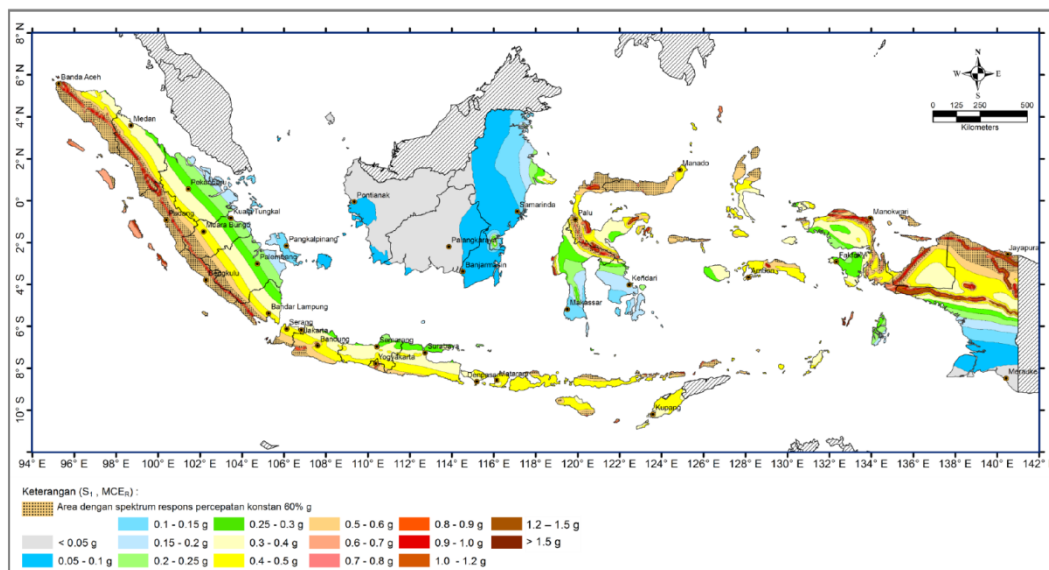 8° N
6° N
4° N
2° N
0°
2° S
4° S
6° S
8° S
10° S
94° E 96° E 98° E 100° E 102° E 104° E 106° E 108° E 110° E 112° E 114° E 116° E 118° E 120° E 122° E 124° E 126° E 128° E 130° E 132° E 134° E 136° E 138° E 140° E 142° E
N
W E
S
0 125 250 500
Kilometers
Banda Aceh
Medan
Pekanbaru
Padang
Kuala Tungkal
Muara Bungo
Pangkalpinang
Palembang
Bengkulu
Bandar Lampung
Serang
Jakarta
Bandung
Semarang
Surabaya
Yogyakarta
Denpasar
Mataram
Kupang
Pontianak
Palangkaraya
Banjarmasin
Samarinda
Manado
Palu
Kendari
Makassar
Ambon
Fakfak
Manokwari
Jayapura
Merauke
Keterangan (S₁ , MCEᵣ) :
Area dengan spektrum respons percepatan konstan 60% g
0.1 - 0.15 g 0.25 - 0.3 g 0.5 - 0.6 g 0.8 - 0.9 g 1.2 – 1.5 g
< 0.05 g 0.15 - 0.2 g 0.3 - 0.4 g 0.6 - 0.7 g 0.9 - 1.0 g > 1.5 g
0.05 - 0.1 g 0.2 - 0.25 g 0.4 - 0.5 g 0.7 - 0.8 g 1.0 - 1.2 g